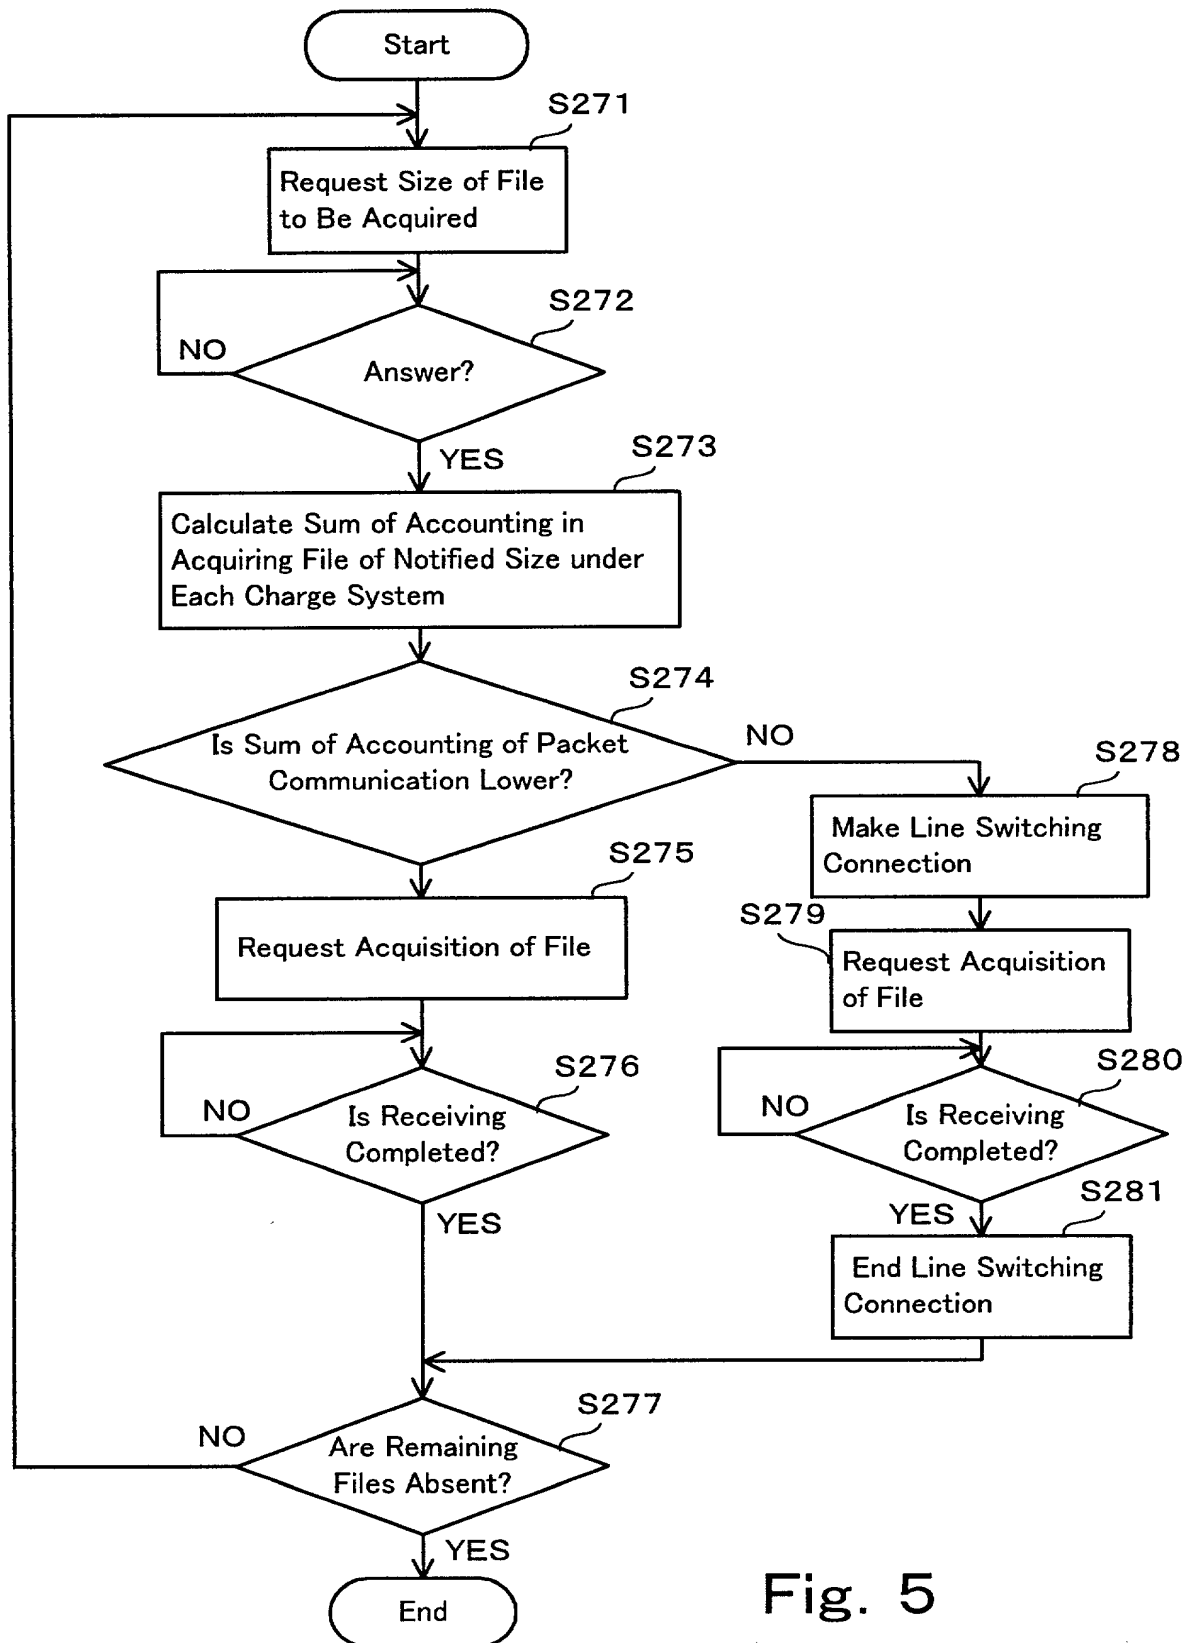 Start
S271
Request Size of File
to Be Acquired
S272
NO
Answer?
YES
S273
Calculate Sum of Accounting in
Acquiring File of Notified Size under
Each Charge System
S274
Is Sum of Accounting of Packet
Communication Lower?
NO
S278
Make Line Switching
Connection
S275
Request Acquisition of File
S279
Request Acquisition
of File
S276
NO
Is Receiving
Completed?
YES
S280
NO
Is Receiving
Completed?
YES
S281
End Line Switching
Connection
S277
NO
Are Remaining
Files Absent?
YES
End
Fig. 5